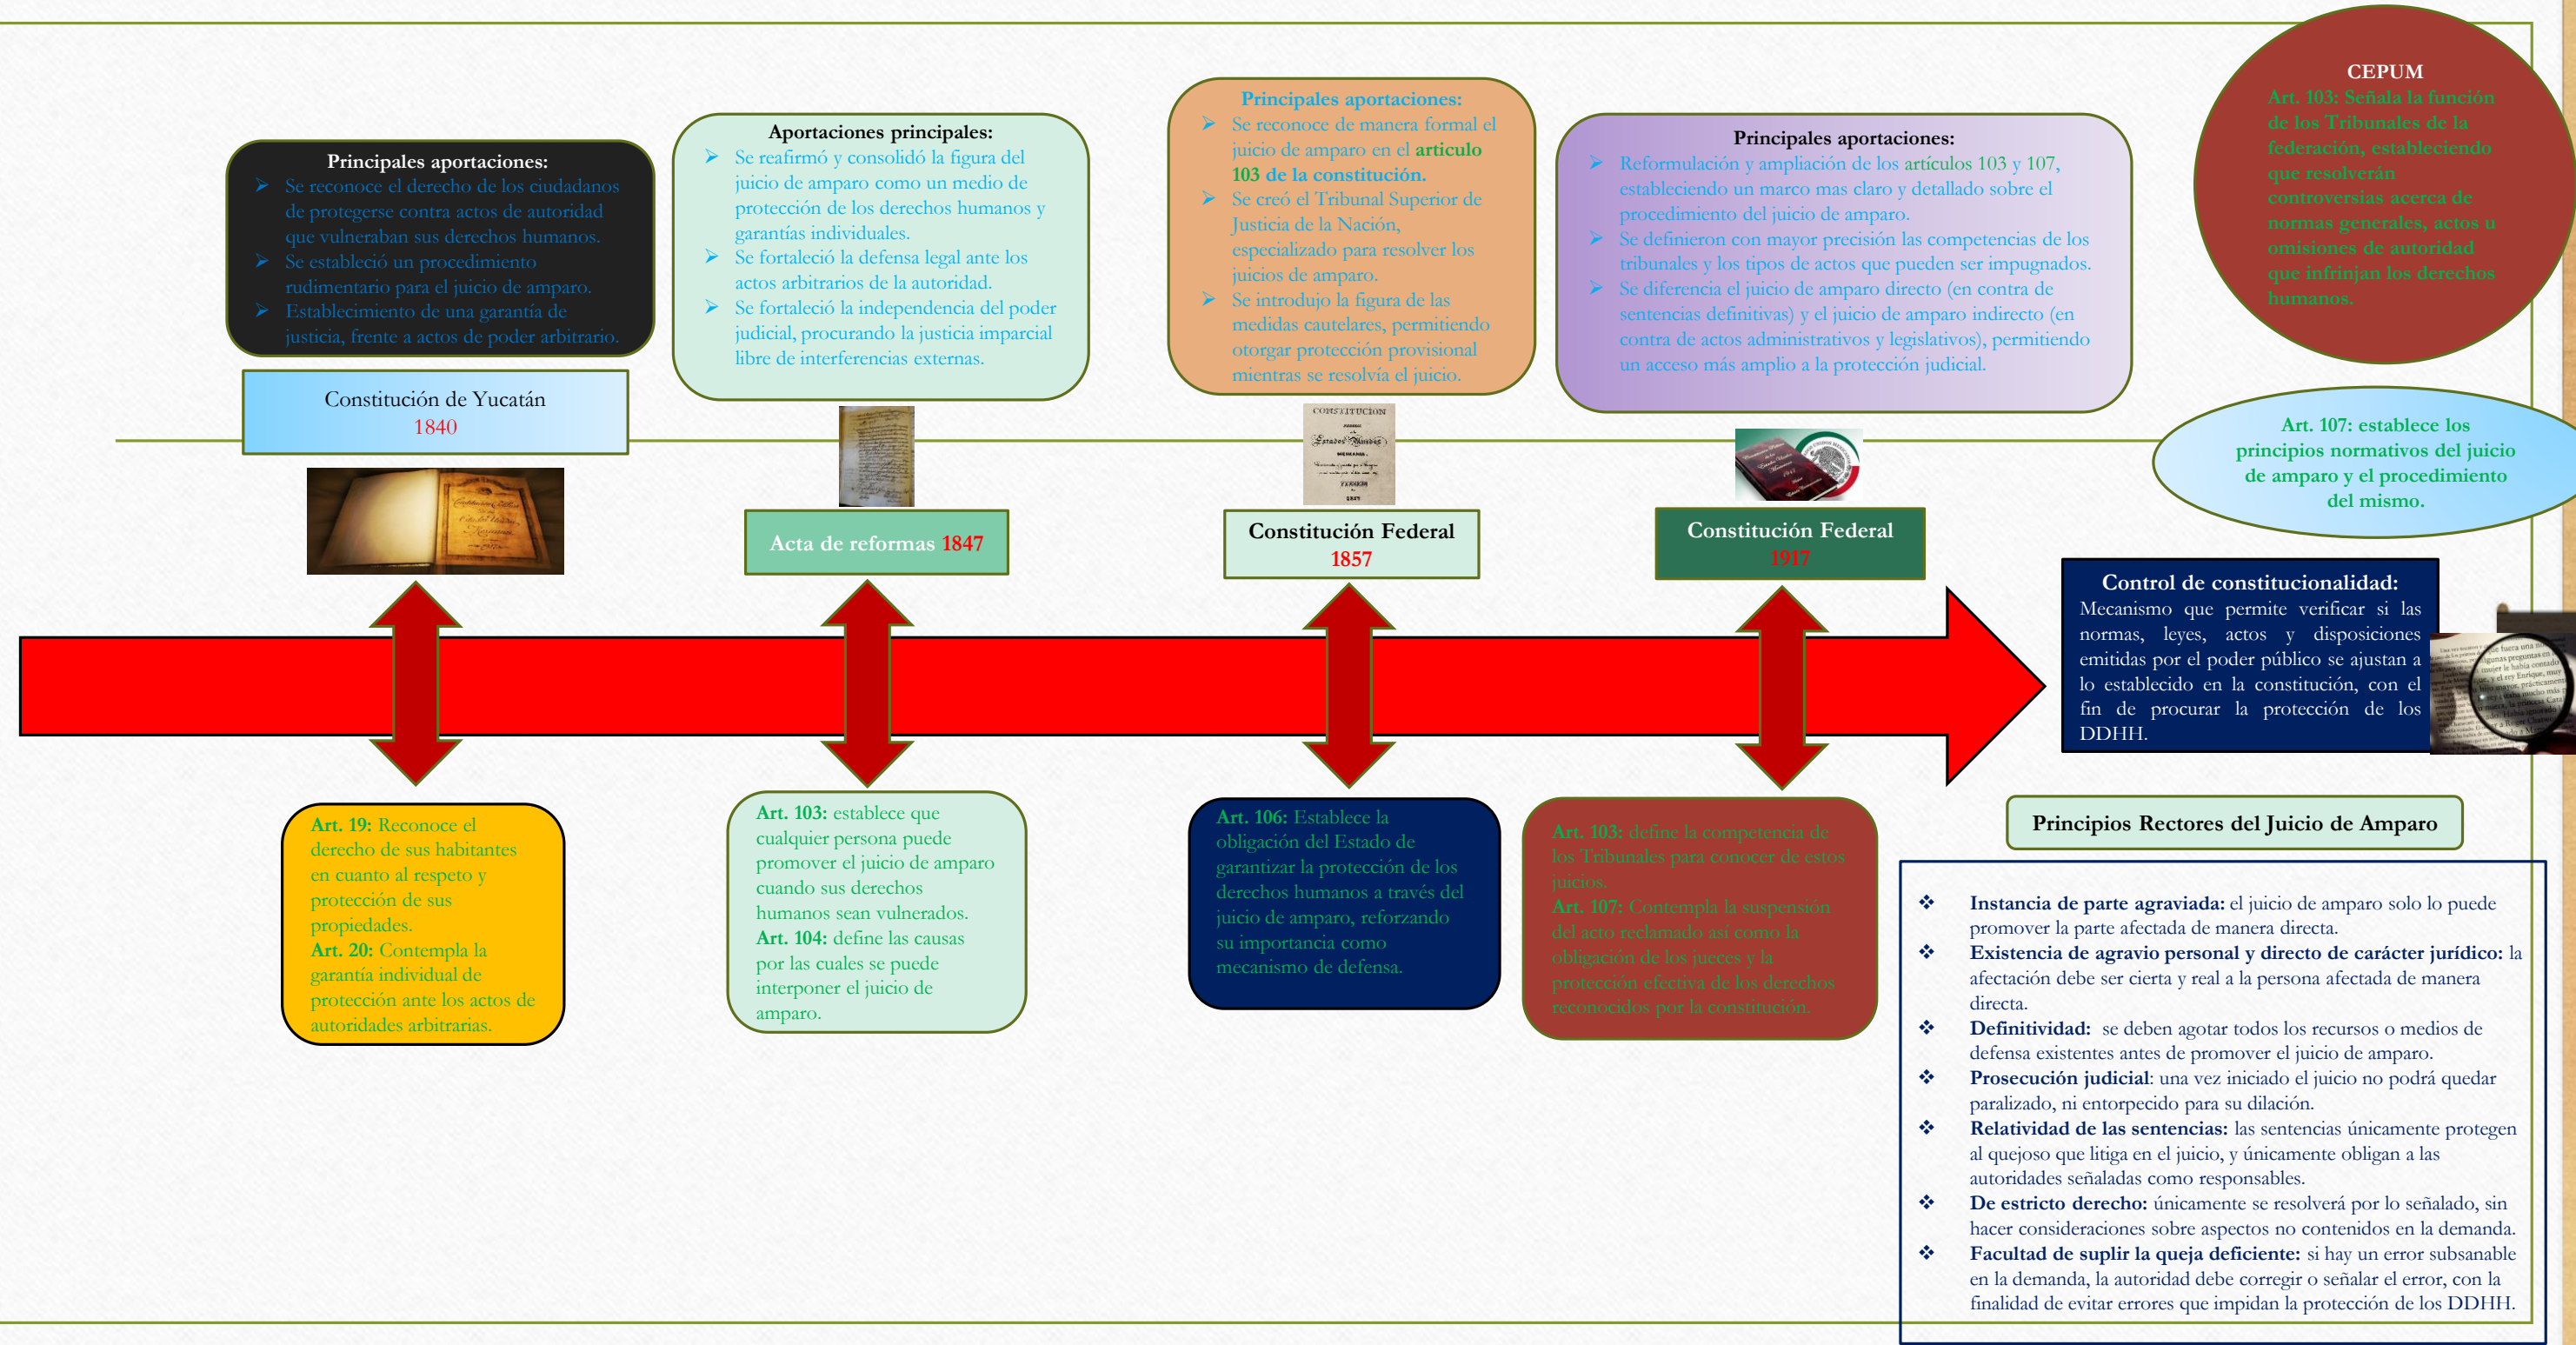 Principales aportaciones:
Se reconoce el derecho de los ciudadanos
de protegerse contra actos de autoridad
que vulneraban sus derechos humanos.
Se estableció un procedimiento
rudimentario para el juicio de amparo.
Establecimiento de una garantía de
justicia, frente a actos de poder arbitrario.
Constitución de Yucatán
1840
Aportaciones principales:
Se reafirmó y consolidó la figura del
juicio de amparo como un medio de
protección de los derechos humanos y
garantías individuales.
Se fortaleció la defensa legal ante los
actos arbitrarios de la autoridad.
Se fortaleció la independencia del poder
judicial, procurando la justicia imparcial
libre de interferencias externas.
Acta de reformas 1847
Principales aportaciones:
Se reconoce de manera formal el
juicio de amparo en el articulo
103 de la constitución.
Se creó el Tribunal Superior de
Justicia de la Nación,
especializado para resolver los
juicios de amparo.
Se introdujo la figura de las
medidas cautelares, permitiendo
otorgar protección provisional
mientras se resolvía el juicio.
CONSTITUCION
Estados Unidos
MEXICANOS
1857
Constitución Federal
1857
Principales aportaciones:
Reformulación y ampliación de los artículos 103 y 107,
estableciendo un marco mas claro y detallado sobre el
procedimiento del juicio de amparo.
Se definieron con mayor precisión las competencias de los
tribunales y los tipos de actos que pueden ser impugnados.
Se diferencia el juicio de amparo directo (en contra de
sentencias definitivas) y el juicio de amparo indirecto (en
contra de actos administrativos y legislativos), permitiendo
un acceso más amplio a la protección judicial.
Constitución Federal
1917
CEPUM
Art. 103: Señala la función
de los Tribunales de la
federación, estableciendo
que resolverán
controversias acerca de
normas generales, actos u
omisiones de autoridad
que infrinjan los derechos
humanos.
Art. 107: establece los
principios normativos del juicio
de amparo y el procedimiento
del mismo.
Control de constitucionalidad:
Mecanismo que permite verificar si las
normas, leyes, actos y disposiciones
emitidas por el poder público se ajustan a
lo establecido en la constitución, con el
fin de procurar la protección de los
DDHH.
Art. 19: Reconoce el
derecho de sus habitantes
en cuanto al respeto y
protección de sus
propiedades.
Art. 20: Contempla la
garantía individual de
protección ante los actos de
autoridades arbitrarias.
Art. 103: establece que
cualquier persona puede
promover el juicio de amparo
cuando sus derechos
humanos sean vulnerados.
Art. 104: define las causas
por las cuales se puede
interponer el juicio de
amparo.
Art. 106: Establece la
obligación del Estado de
garantizar la protección de los
derechos humanos a través del
juicio de amparo, reforzando
su importancia como
mecanismo de defensa.
Art. 103: define la competencia de
los Tribunales para conocer de estos
juicios.
Art. 107: Contempla la suspensión
del acto reclamado así como la
obligación de los jueces y la
protección efectiva de los derechos
reconocidos por la constitución.
Principios Rectores del Juicio de Amparo
Instancia de parte agraviada: el juicio de amparo solo lo puede
promover la parte afectada de manera directa.
Existencia de agravio personal y directo de carácter jurídico: la
afectación debe ser cierta y real a la persona afectada de manera
directa.
Definitividad: se deben agotar todos los recursos o medios de
defensa existentes antes de promover el juicio de amparo.
Prosecución judicial: una vez iniciado el juicio no podrá quedar
paralizado, ni entorpecido para su dilación.
Relatividad de las sentencias: las sentencias únicamente protegen
al quejoso que litiga en el juicio, y únicamente obligan a las
autoridades señaladas como responsables.
De estricto derecho: únicamente se resolverá por lo señalado, sin
hacer consideraciones sobre aspectos no contenidos en la demanda.
Facultad de suplir la queja deficiente: si hay un error subsanable
en la demanda, la autoridad debe corregir o señalar el error, con la
finalidad de evitar errores que impidan la protección de los DDHH.